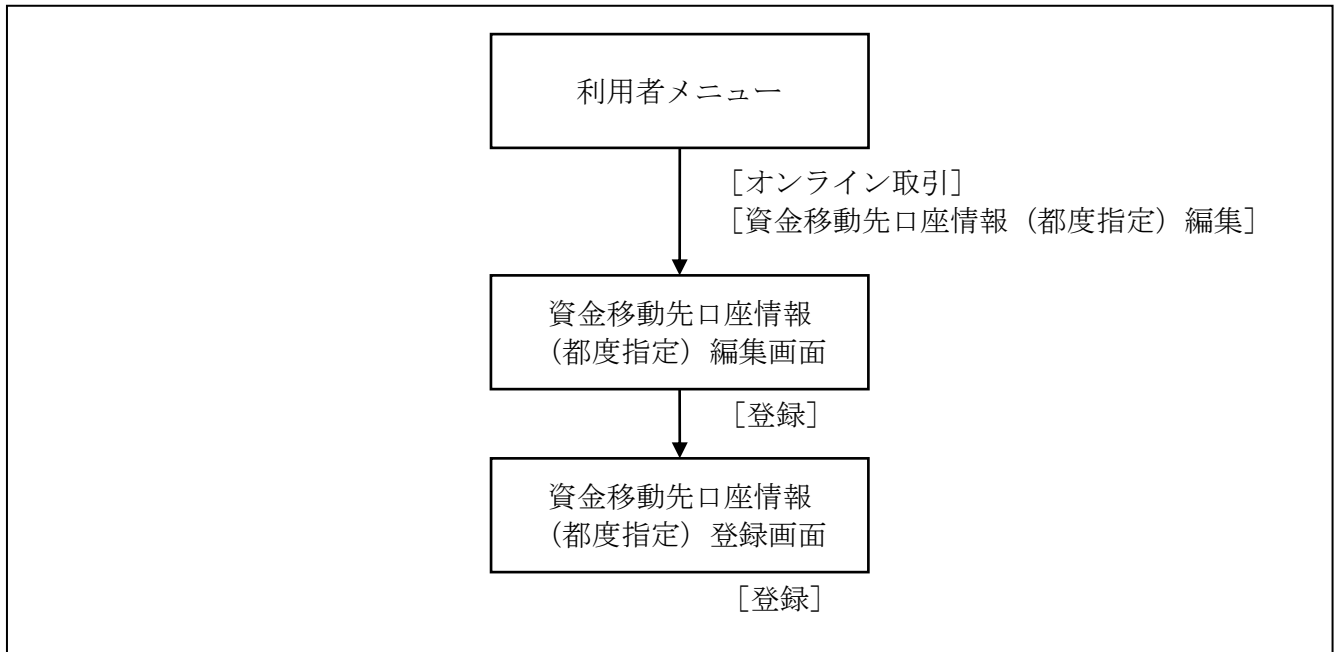 利用者メニュー
[オンライン取引]
[資金移動先口座情報(都度指定)編集]
資金移動先口座情報
(都度指定)編集画面
[登録]
資金移動先口座情報
(都度指定)登録画面
[登録]